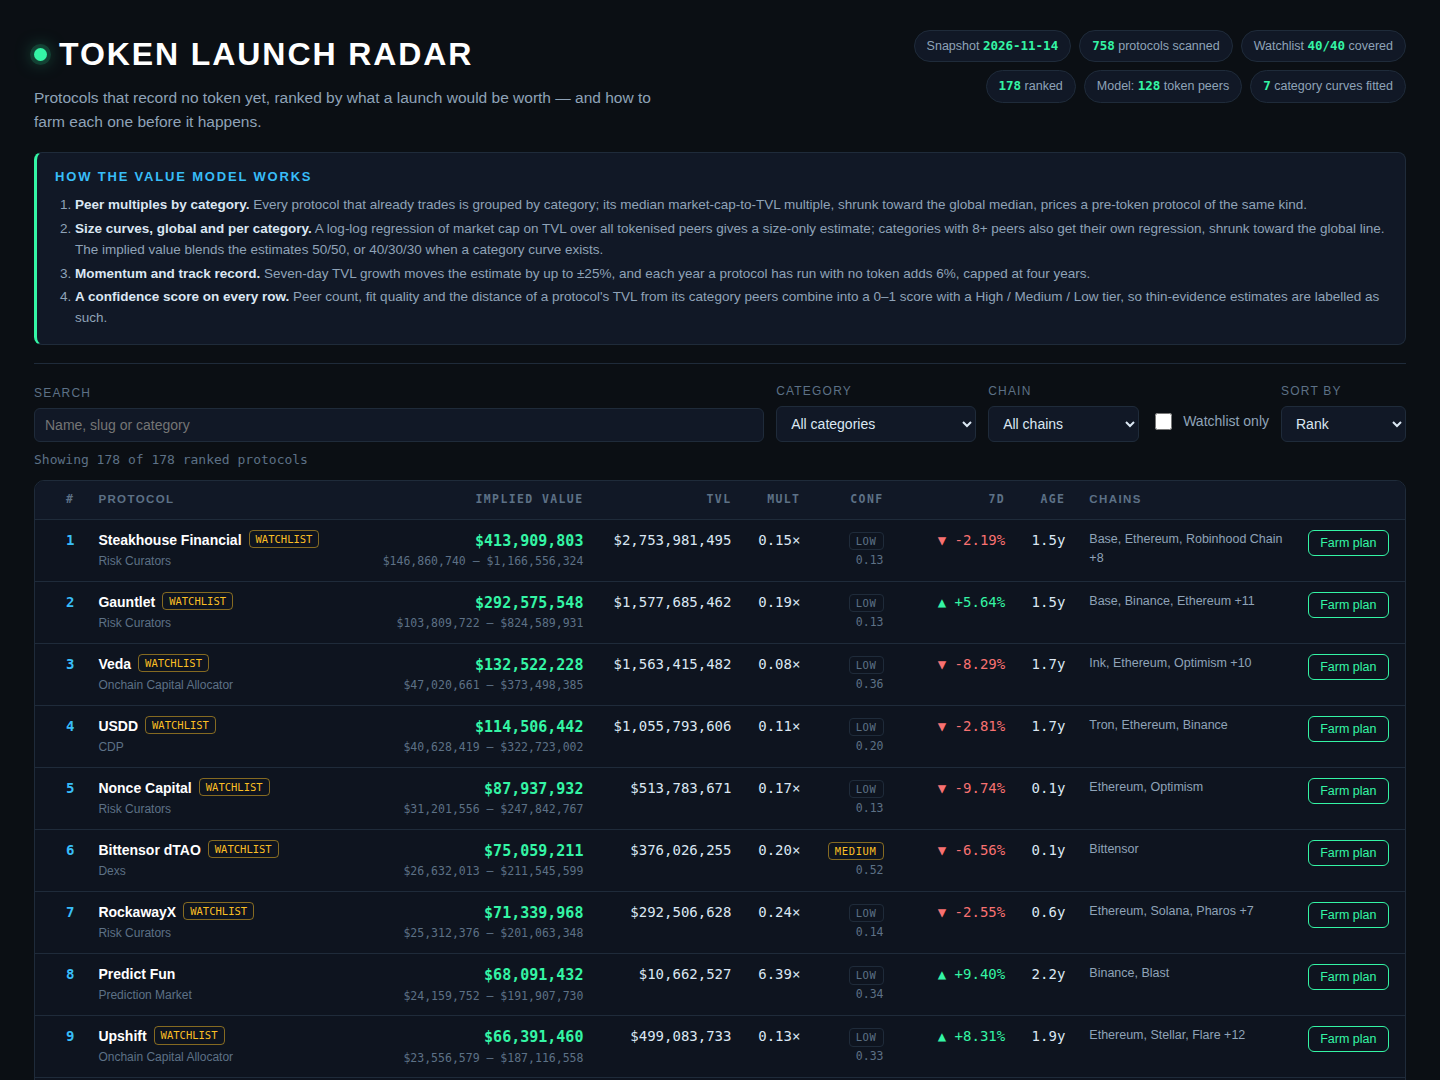 TOKEN LAUNCH RADAR
Protocols that record no token yet, ranked by what a launch would be worth — and how to
farm each one before it happens.
Snapshot 2026-11-14
758 protocols scanned
Watchlist 40/40 covered
178 ranked
Model: 128 token peers
7 category curves fitted
HOW THE VALUE MODEL WORKS
1. Peer multiples by category. Every protocol that already trades is grouped by category; its median market-cap-to-TVL multiple, shrunk toward the global median, prices a pre-token protocol of the same kind.
2. Size curves, global and per category. A log-log regression of market cap on TVL over all tokenised peers gives a size-only estimate; categories with 8+ peers also get their own regression, shrunk toward the global line.
The implied value blends the estimates 50/50, or 40/30/30 when a category curve exists.
3. Momentum and track record. Seven-day TVL growth moves the estimate by up to ±25%, and each year a protocol has run with no token adds 6%, capped at four years.
4. A confidence score on every row. Peer count, fit quality and the distance of a protocol's TVL from its category peers combine into a 0–1 score with a High / Medium / Low tier, so thin-evidence estimates are labelled as
such.
SEARCH
Name, slug or category
CATEGORY
All categories
CHAIN
All chains
Watchlist only
SORT BY
Rank
Showing 178 of 178 ranked protocols
# PROTOCOL IMPLIED VALUE TVL MULT CONF 7D AGE CHAINS
1 Steakhouse Financial WATCHLIST $413,909,803 $2,753,981,495 0.15× LOW ▼ -2.19% 1.5y Base, Ethereum, Robinhood Chain Farm plan
Risk Curators $146,860,740 — $1,166,556,324 0.13 +8
2 Gauntlet WATCHLIST $292,575,548 $1,577,685,462 0.19× LOW ▲ +5.64% 1.5y Base, Binance, Ethereum +11 Farm plan
Risk Curators $103,809,722 — $824,589,931 0.13
3 Veda WATCHLIST $132,522,228 $1,563,415,482 0.08× LOW ▼ -8.29% 1.7y Ink, Ethereum, Optimism +10 Farm plan
Onchain Capital Allocator $47,020,661 — $373,498,385 0.36
4 USDD WATCHLIST $114,506,442 $1,055,793,606 0.11× LOW ▼ -2.81% 1.7y Tron, Ethereum, Binance Farm plan
CDP $40,628,419 — $322,723,002 0.20
5 Nonce Capital WATCHLIST $87,937,932 $513,783,671 0.17× LOW ▼ -9.74% 0.1y Ethereum, Optimism Farm plan
Risk Curators $31,201,556 — $247,842,767 0.13
6 Bittensor dTAO WATCHLIST $75,059,211 $376,026,255 0.20× MEDIUM ▼ -6.56% 0.1y Bittensor Farm plan
Dexs $26,632,013 — $211,545,599 0.52
7 RockawayX WATCHLIST $71,339,968 $292,506,628 0.24× LOW ▼ -2.55% 0.6y Ethereum, Solana, Pharos +7 Farm plan
Risk Curators $25,312,376 — $201,063,348 0.14
8 Predict Fun $68,091,432 $10,662,527 6.39× LOW ▲ +9.40% 2.2y Binance, Blast Farm plan
Prediction Market $24,159,752 — $191,907,730 0.34
9 Upshift WATCHLIST $66,391,460 $499,083,733 0.13× LOW ▲ +8.31% 1.9y Ethereum, Stellar, Flare +12 Farm plan
Onchain Capital Allocator $23,556,579 — $187,116,558 0.33